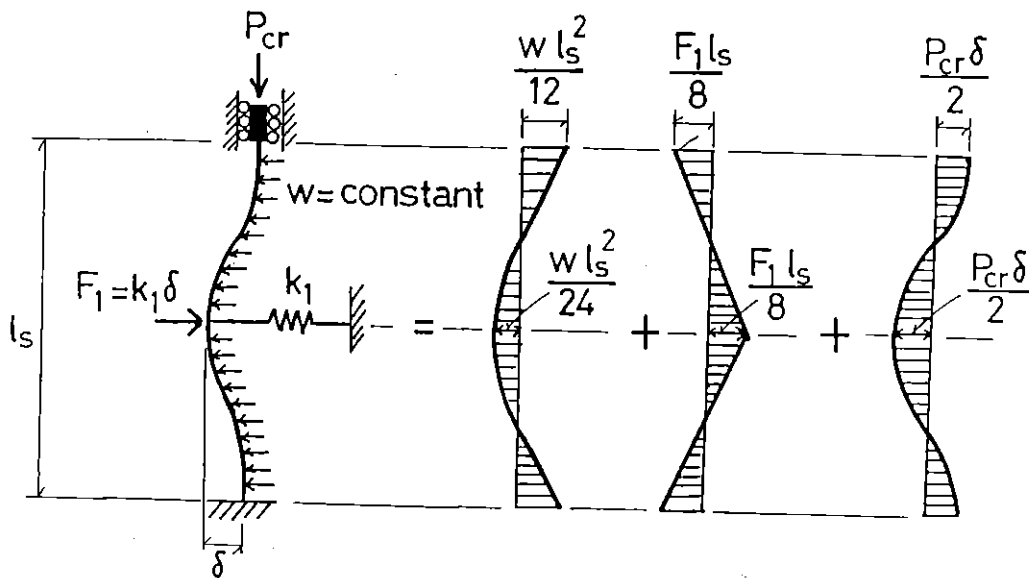 P_cr
w l_s^2
12
F_1 l_s
8
P_cr δ
2
w = constant
F_1 = k_1 δ
k_1
l_s
=
w l_s^2
24
+
F_1 l_s
8
+
P_cr δ
2
δ